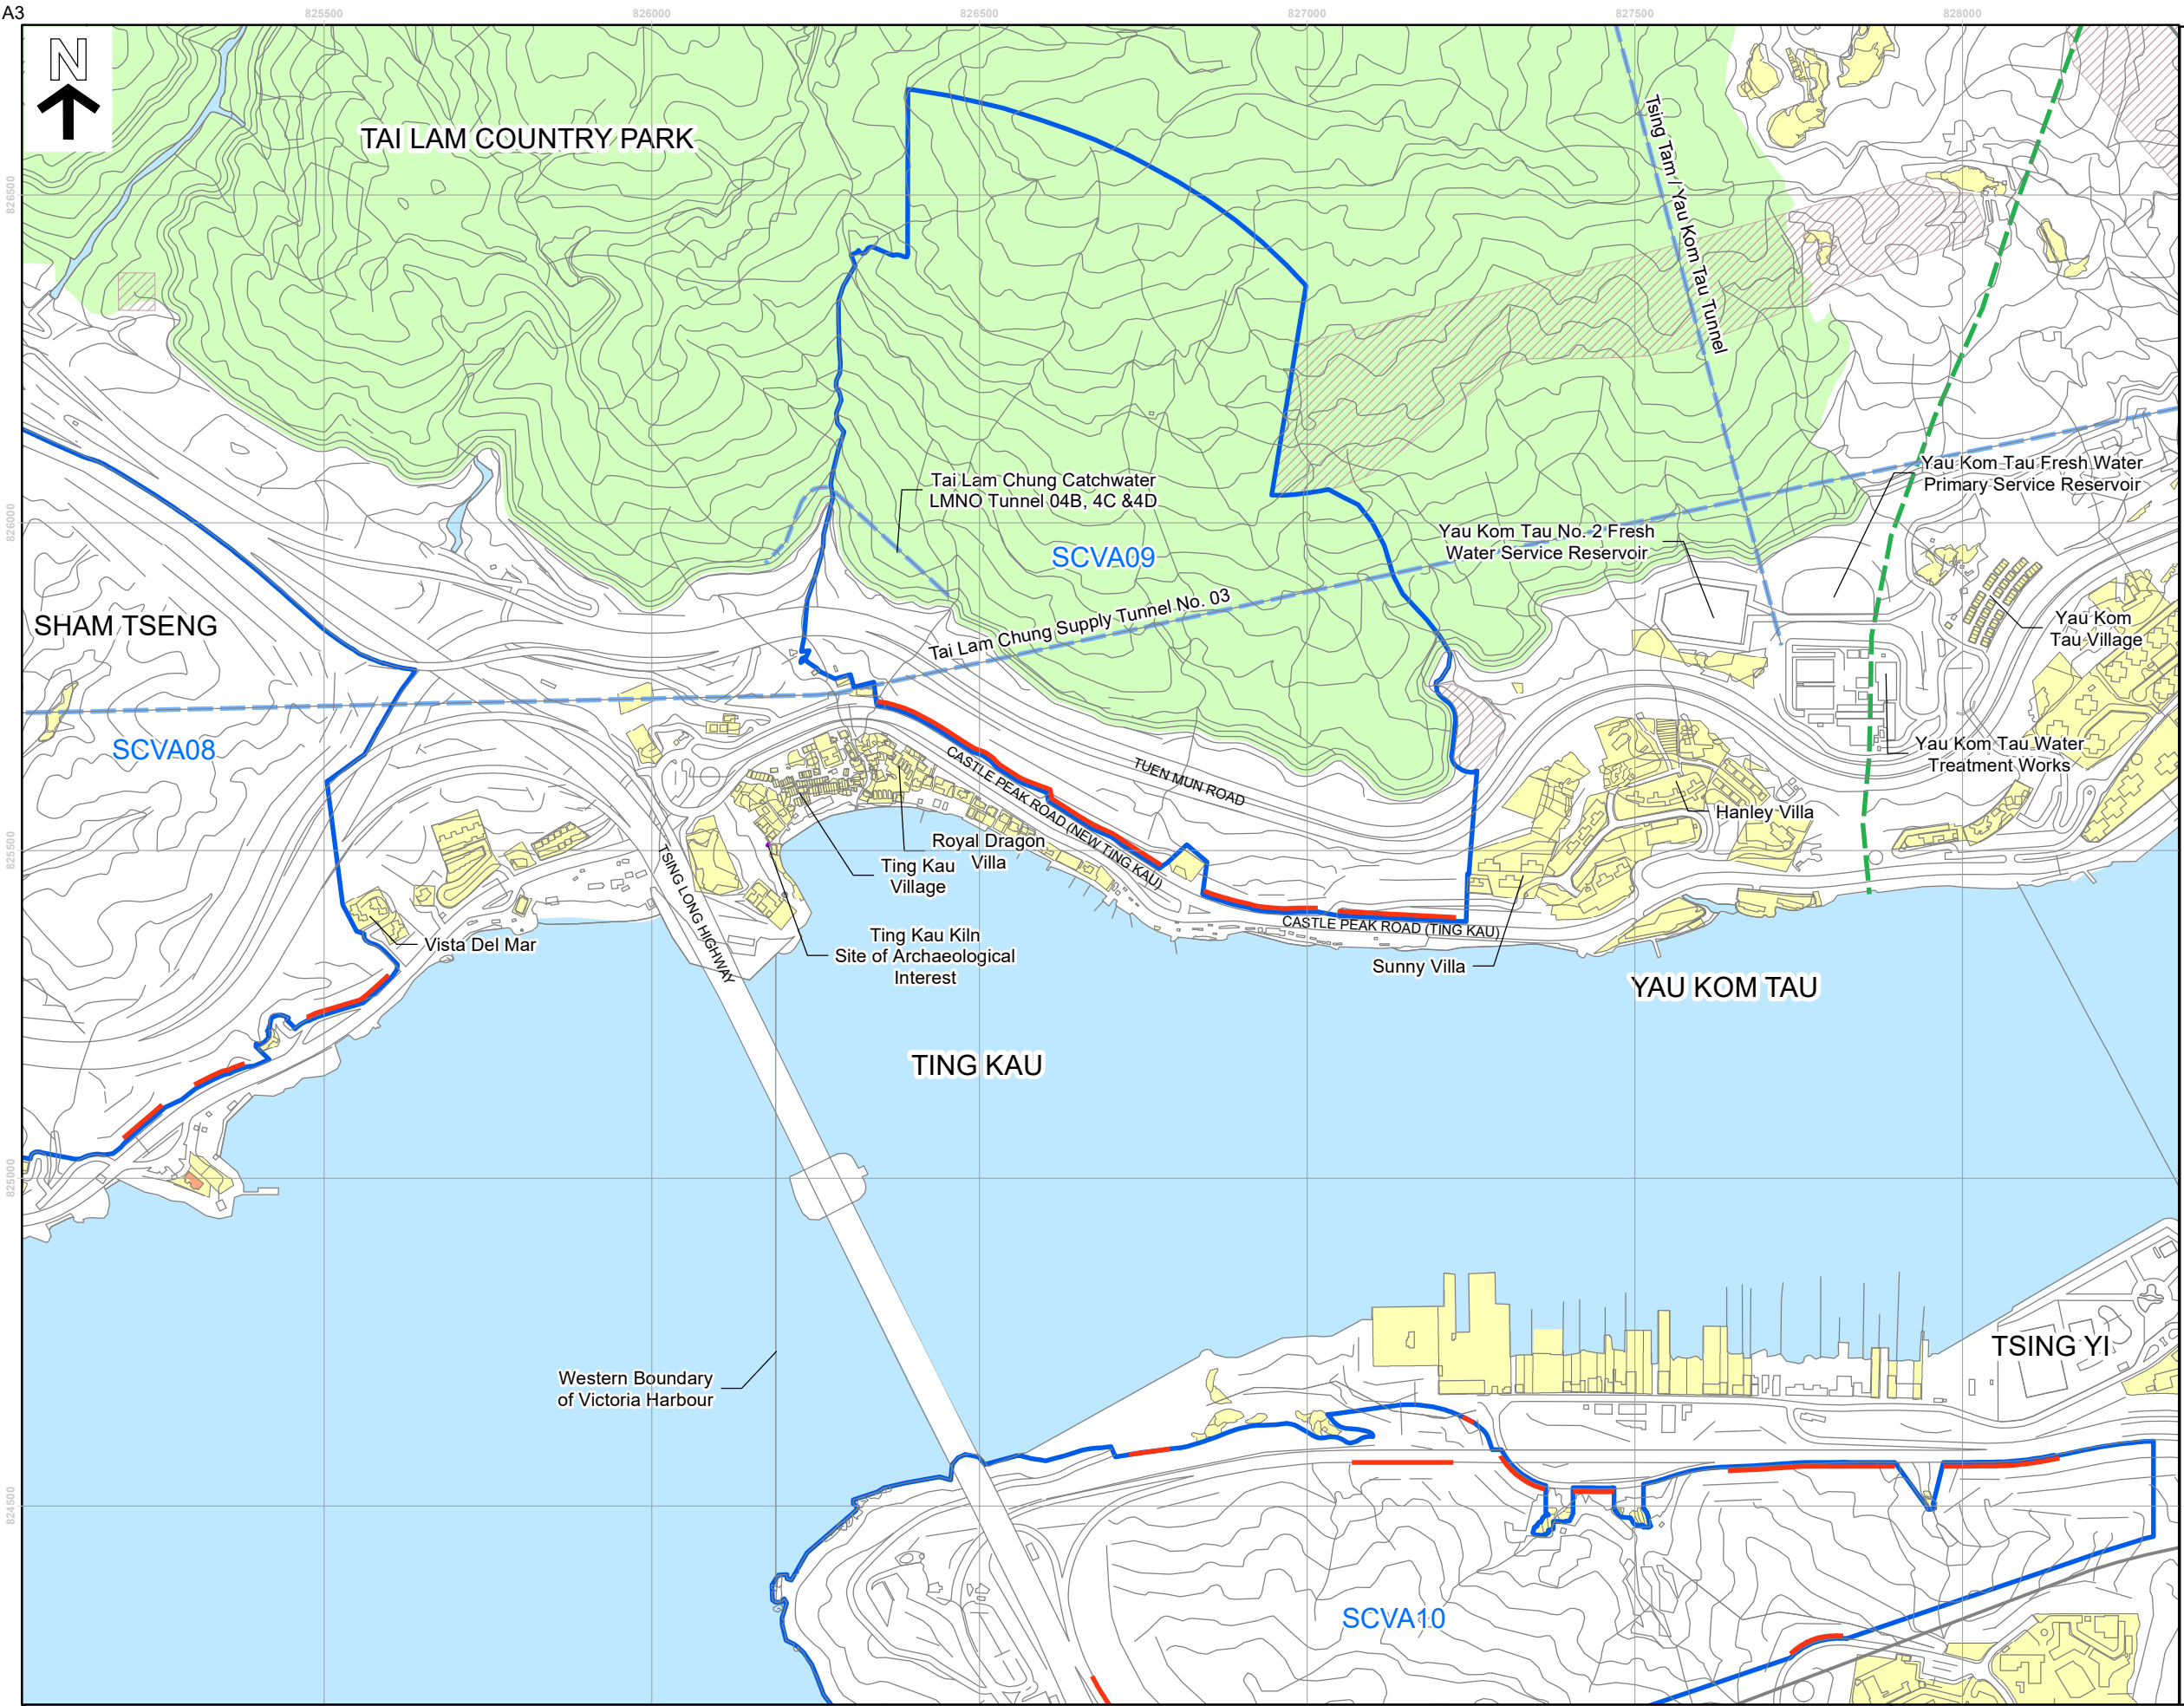 A3
825500
826000
826500
827000
827500
828000
N
826500
826000
825500
825000
824500
TAI LAM COUNTRY PARK
Tsing Tam / Yau Kom Tau Tunnel
Tai Lam Chung Catchwater
LMNO Tunnel 04B, 4C &4D
Yau Kom Tau Fresh Water
Primary Service Reservoir
Yau Kom Tau No. 2 Fresh
Water Service Reservoir
SCVA09
Tai Lam Chung Supply Tunnel No. 03
SHAM TSENG
Yau Kom
Tau Village
SCVA08
Yau Kom Tau Water
Treatment Works
TUEN MUN ROAD
CASTLE PEAK ROAD (NEW TING KAU)
Hanley Villa
Royal Dragon
Villa
Ting Kau
Village
TSING LONG HIGHWAY
Vista Del Mar
Ting Kau Kiln
Site of Archaeological
Interest
CASTLE PEAK ROAD (TING KAU)
Sunny Villa
YAU KOM TAU
TING KAU
TSING YI
Western Boundary
of Victoria Harbour
SCVA10